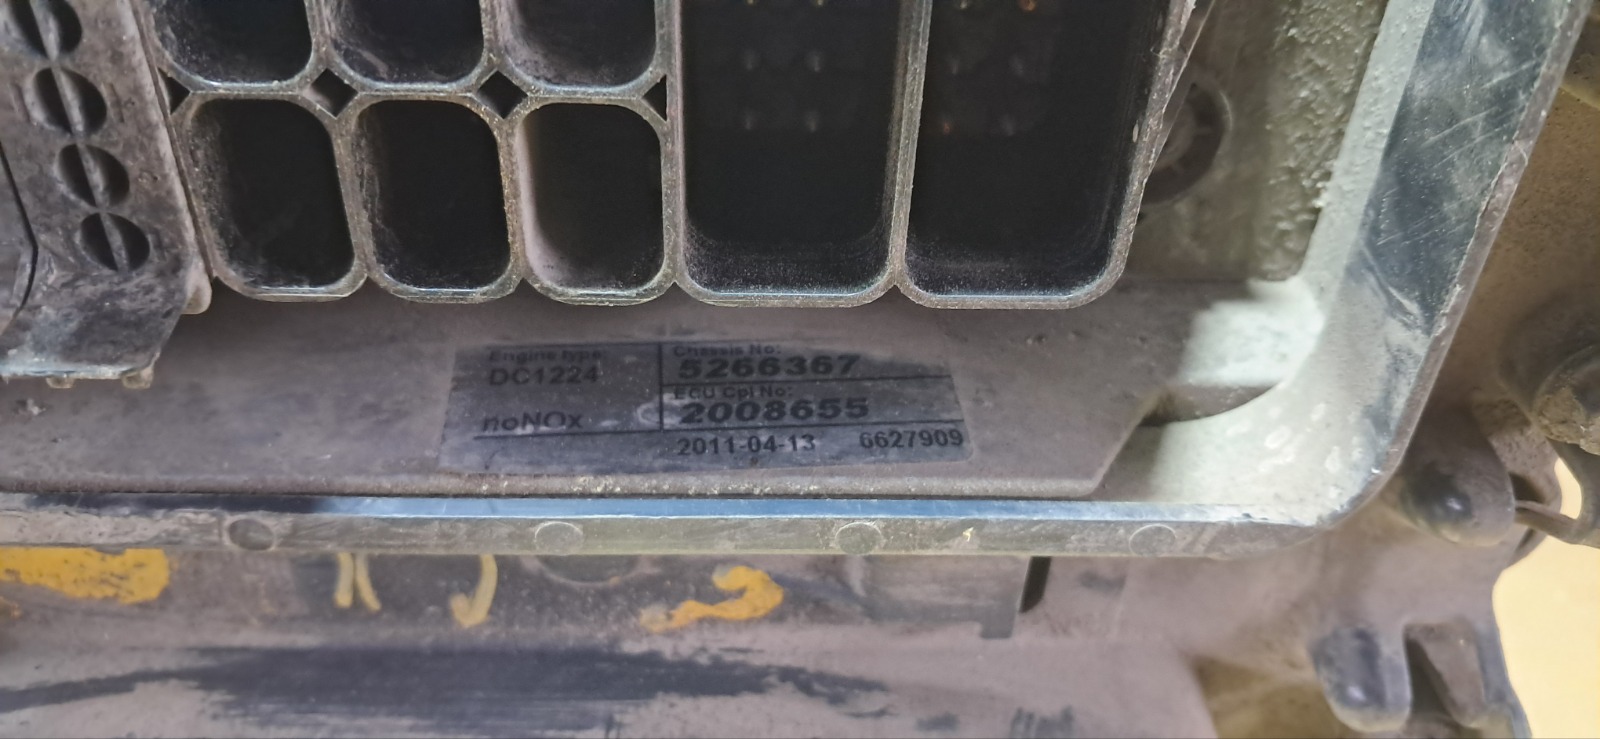 Engine type
DC1224
noNOx
Chassis No:
5266367
ECU Cpl No:
2008655
2011-04-13 6627909